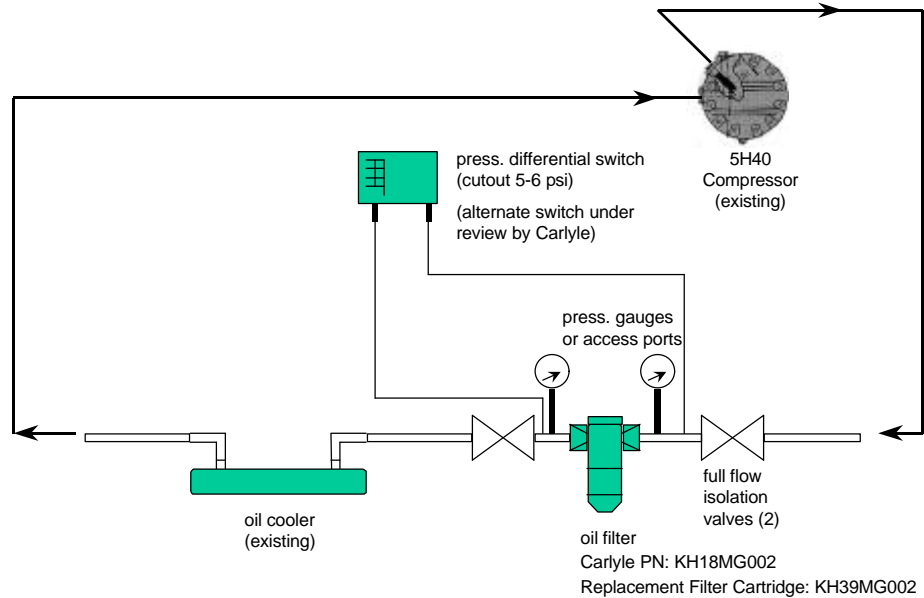 5H40
Compressor
(existing)
press. differential switch
(cutout 5-6 psi)
(alternate switch under
review by Carlyle)
press. gauges
or access ports
full flow
isolation
valves (2)
oil cooler
(existing)
oil filter
Carlyle PN: KH18MG002
Replacement Filter Cartridge: KH39MG002